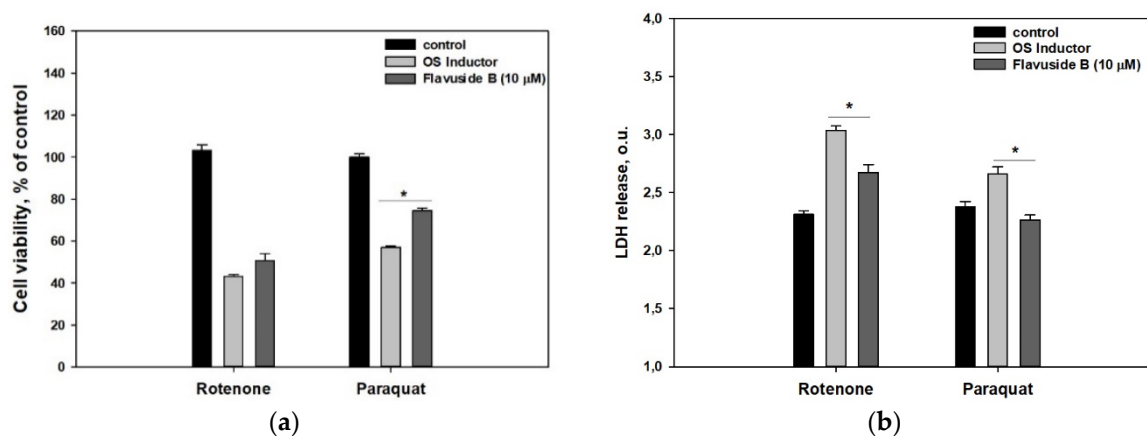 Cell viability, % of control
160
140
120
100
80
60
40
20
0
control
OS Inductor
Flavuside B (10 μM)
*
Rotenone
Paraquat
(a)
LDH release, o.u.
4,0
3,5
3,0
2,5
2,0
1,5
1,0
control
OS Inductor
Flavuside B (10 μM)
*
*
Rotenone
Paraquat
(b)